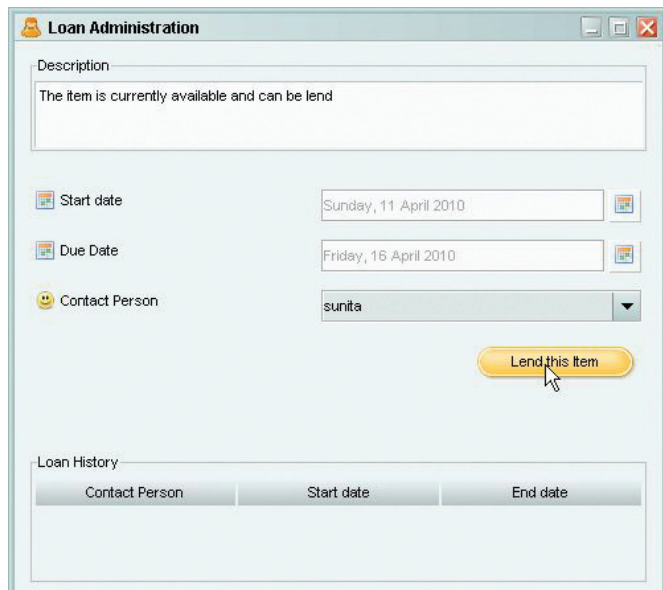 Loan Administration
Description
The item is currently available and can be lend
Start date
Sunday, 11 April 2010
Due Date
Friday, 16 April 2010
Contact Person
sunita
Lend this Item
Loan History
Contact Person Start date End date